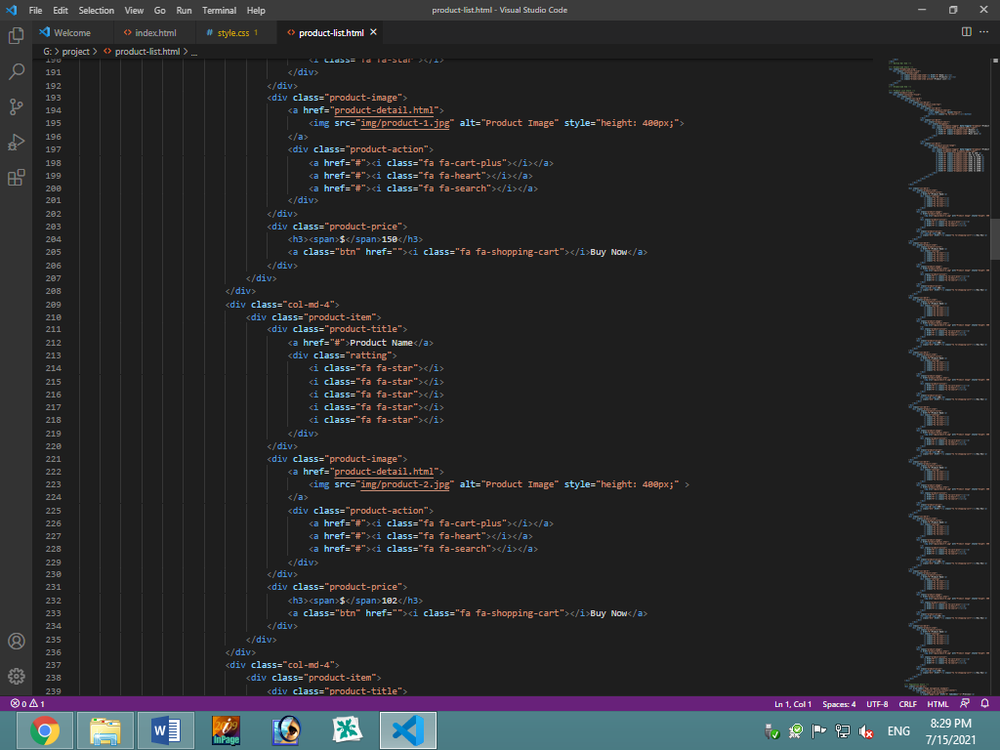 File Edit Selection View Go Run Terminal Help product-list.html - Visual Studio Code
Welcome index.html style.css 1 product-list.html
G: > project > product-list.html > ...
190 <i class="fa fa-star"></i>
191 </div>
192 </div>
193 <div class="product-image">
194 <a href="product-detail.html">
195 <img src="img/product-1.jpg" alt="Product Image" style="height: 400px;">
196 </a>
197 <div class="product-action">
198 <a href="#"><i class="fa fa-cart-plus"></i></a>
199 <a href="#"><i class="fa fa-heart"></i></a>
200 <a href="#"><i class="fa fa-search"></i></a>
201 </div>
202 </div>
203 <div class="product-price">
204 <h3><span>$</span>150</h3>
205 <a class="btn" href=""><i class="fa fa-shopping-cart"></i>Buy Now</a>
206 </div>
207 </div>
208 </div>
209 <div class="col-md-4">
210 <div class="product-item">
211 <div class="product-title">
212 <a href="#">Product Name</a>
213 <div class="ratting">
214 <i class="fa fa-star"></i>
215 <i class="fa fa-star"></i>
216 <i class="fa fa-star"></i>
217 <i class="fa fa-star"></i>
218 <i class="fa fa-star"></i>
219 </div>
220 </div>
221 <div class="product-image">
222 <a href="product-detail.html">
223 <img src="img/product-2.jpg" alt="Product Image" style="height: 400px;" >
224 </a>
225 <div class="product-action">
226 <a href="#"><i class="fa fa-cart-plus"></i></a>
227 <a href="#"><i class="fa fa-heart"></i></a>
228 <a href="#"><i class="fa fa-search"></i></a>
229 </div>
230 </div>
231 <div class="product-price">
232 <h3><span>$</span>102</h3>
233 <a class="btn" href=""><i class="fa fa-shopping-cart"></i>Buy Now</a>
234 </div>
235 </div>
236 </div>
237 <div class="col-md-4">
238 <div class="product-item">
239 <div class="product-title">
0 1 Ln 1, Col 1 Spaces: 4 UTF-8 CRLF HTML
InPage
ENG
8:29 PM
7/15/2021